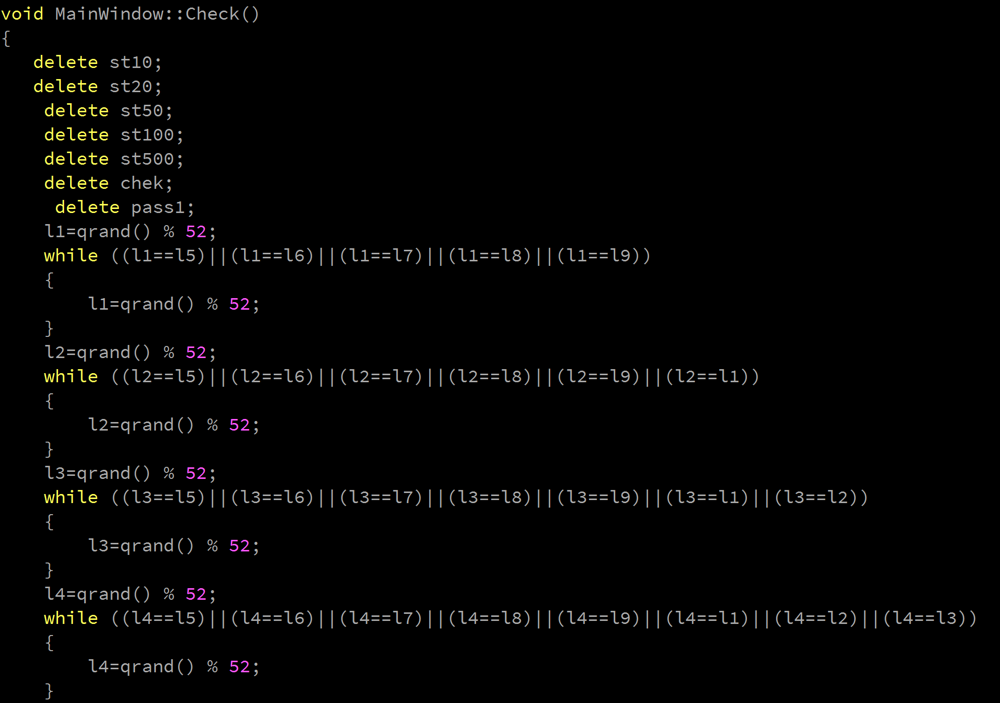 void MainWindow::Check()
{
   delete st10;
   delete st20;
    delete st50;
    delete st100;
    delete st500;
    delete chek;
     delete pass1;
    l1=qrand() % 52;
    while ((l1==l5)||(l1==l6)||(l1==l7)||(l1==l8)||(l1==l9))
    {
        l1=qrand() % 52;
    }
    l2=qrand() % 52;
    while ((l2==l5)||(l2==l6)||(l2==l7)||(l2==l8)||(l2==l9)||(l2==l1))
    {
        l2=qrand() % 52;
    }
    l3=qrand() % 52;
    while ((l3==l5)||(l3==l6)||(l3==l7)||(l3==l8)||(l3==l9)||(l3==l1)||(l3==l2))
    {
        l3=qrand() % 52;
    }
    l4=qrand() % 52;
    while ((l4==l5)||(l4==l6)||(l4==l7)||(l4==l8)||(l4==l9)||(l4==l1)||(l4==l2)||(l4==l3))
    {
        l4=qrand() % 52;
    }